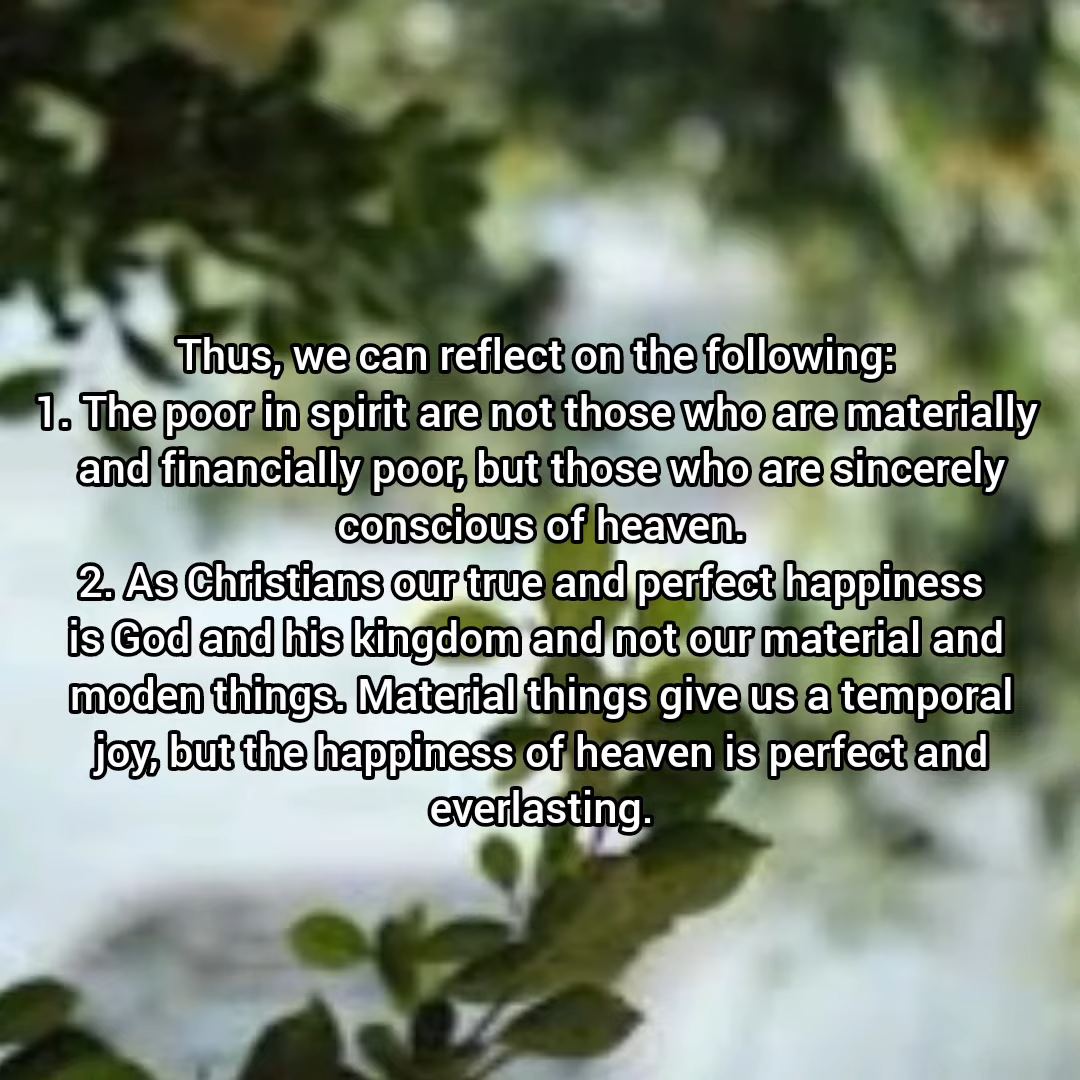 Thus, we can reflect on the following:
1. The poor in spirit are not those who are materially
and financially poor, but those who are sincerely
conscious of heaven.
2. As Christians our true and perfect happiness
is God and his kingdom and not our material and
moden things. Material things give us a temporal
joy, but the happiness of heaven is perfect and
everlasting.